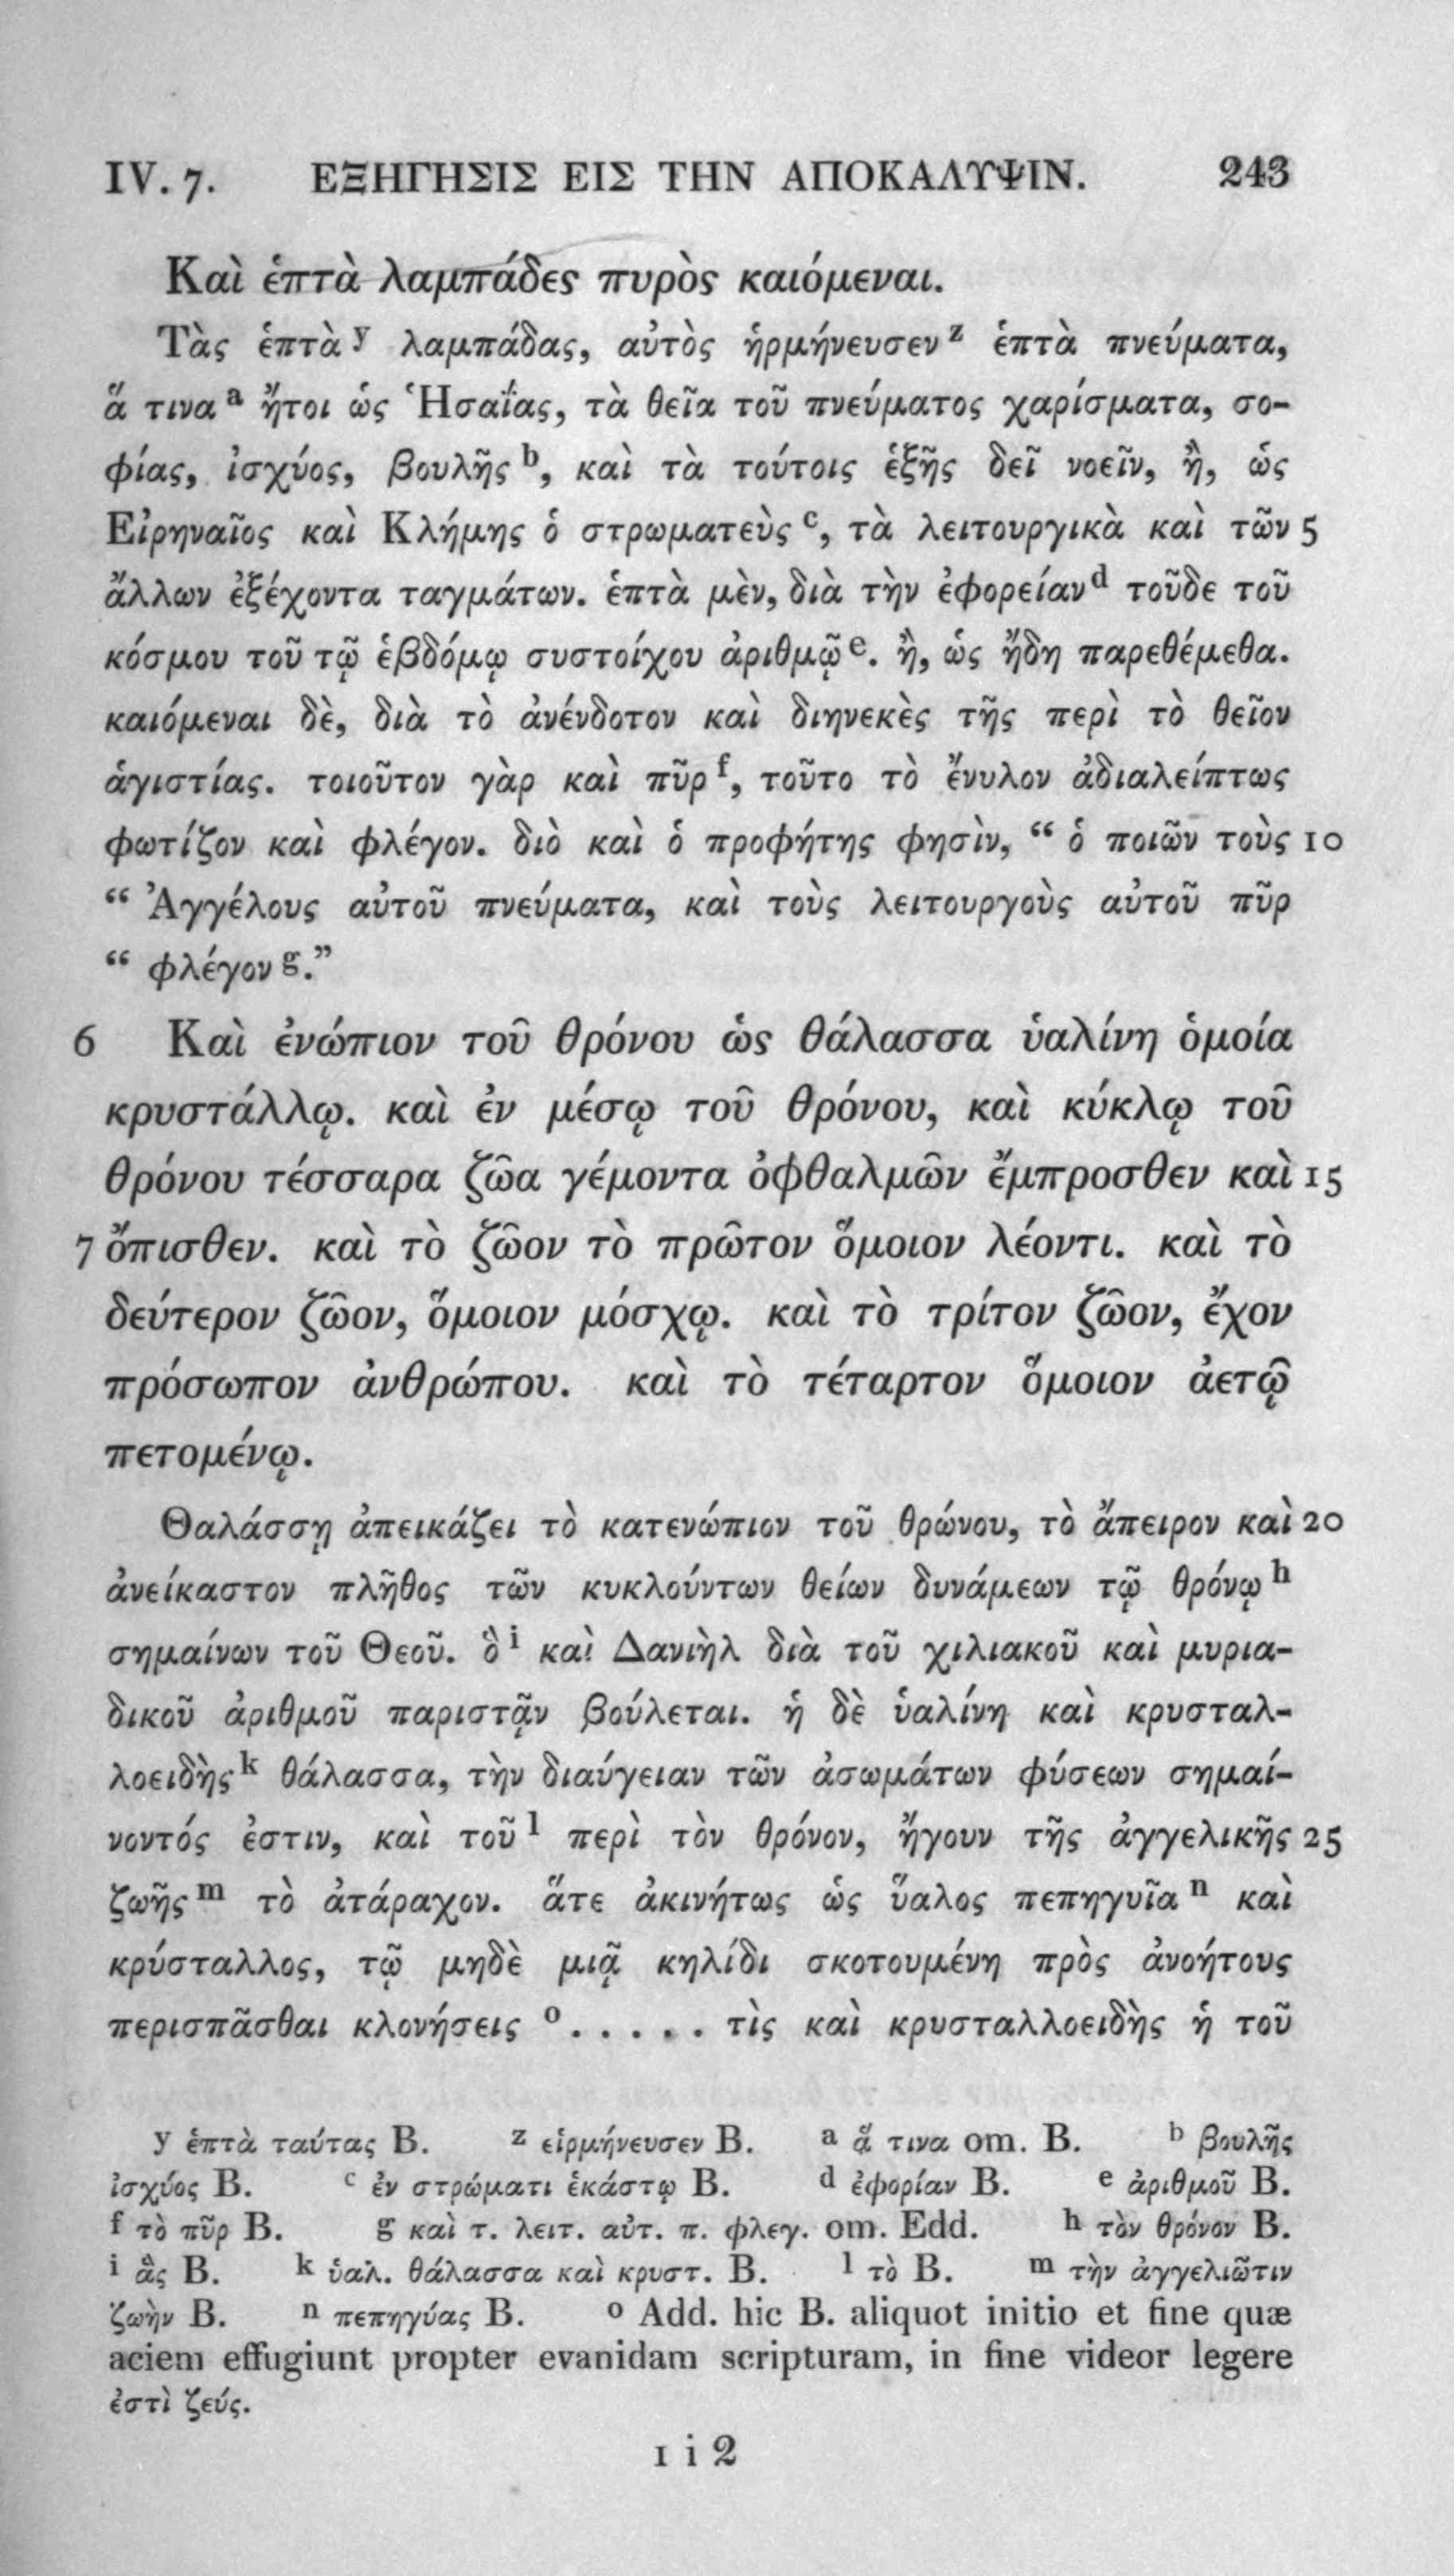 IV. 7. ΕΞΗΓΗΣΙΣ ΕΙΣ ΤΗΝ ΑΠΟΚΑΛΥΨΙΝ. 243
Καὶ ἑπτὰ λαμπάδες πυρὸς καιόμεναι.
Τὰς ἑπτὰ y λαμπάδας, αὐτὸς ἡρμήνευσεν z ἑπτὰ πνεύματα,
ἅ τινα a ἤτοι ὡς Ἡσαΐας, τὰ θεῖα τοῦ πνεύματος χαρίσματα, σο-
φίας, ἰσχύος, βουλῆς b, καὶ τὰ τούτοις ἑξῆς δεῖ νοεῖν, ἢ, ὡς
Εἰρηναῖος καὶ Κλήμης ὁ στρωματεὺς c, τὰ λειτουργικὰ καὶ τῶν 5
ἄλλων ἐξέχοντα ταγμάτων. ἑπτὰ μὲν, διὰ τὴν ἐφορείαν d τοῦδε τοῦ
κόσμου τοῦ τῷ ἑβδόμῳ συστοίχου ἀριθμῷ e. ἢ, ὡς ἤδη παρεθέμεθα.
καιόμεναι δὲ, διὰ τὸ ἀνένδοτον καὶ διηνεκὲς τῆς περὶ τὸ θεῖον
ἁγιστίας. τοιοῦτον γὰρ καὶ πῦρ f, τοῦτο τὸ ἔνυλον ἀδιαλείπτως
φωτίζον καὶ φλέγον. διὸ καὶ ὁ προφήτης φησὶν, “ ὁ ποιῶν τοὺς 10
“ Ἀγγέλους αὐτοῦ πνεύματα, καὶ τοὺς λειτουργοὺς αὐτοῦ πῦρ
“ φλέγον g.”
6 Καὶ ἐνώπιον τοῦ θρόνου ὡς θάλασσα ὑαλίνη ὁμοία
κρυστάλλῳ. καὶ ἐν μέσῳ τοῦ θρόνου, καὶ κύκλῳ τοῦ
θρόνου τέσσαρα ζῶα γέμοντα ὀφθαλμῶν ἔμπροσθεν καὶ 15
7 ὄπισθεν. καὶ τὸ ζῶον τὸ πρῶτον ὅμοιον λέοντι. καὶ τὸ
δεύτερον ζῶον, ὅμοιον μόσχῳ. καὶ τὸ τρίτον ζῶον, ἔχον
πρόσωπον ἀνθρώπου. καὶ τὸ τέταρτον ὅμοιον ἀετῷ
πετομένῳ.
Θαλάσσῃ ἀπεικάζει τὸ κατενώπιον τοῦ θρώνου, τὸ ἄπειρον καὶ 20
ἀνείκαστον πλῆθος τῶν κυκλούντων θείων δυνάμεων τῷ θρόνῳ h
σημαίνων τοῦ Θεοῦ. ὃ i καὶ Δανιὴλ διὰ τοῦ χιλιακοῦ καὶ μυρια-
δικοῦ ἀριθμοῦ παριστᾷν βούλεται. ἡ δὲ ὑαλίνη καὶ κρυσταλ-
λοειδὴς k θάλασσα, τὴν διαύγειαν τῶν ἀσωμάτων φύσεων σημαί-
νοντός ἐστιν, καὶ τοῦ l περὶ τὸν θρόνον, ἤγουν τῆς ἀγγελικῆς 25
ζωῆς m τὸ ἀτάραχον. ἅτε ἀκινήτως ὡς ὕαλος πεπηγυῖα n καὶ
κρύσταλλος, τῷ μηδὲ μιᾷ κηλίδι σκοτουμένη πρὸς ἀνοήτους
περισπᾶσθαι κλονήσεις o. . . . . . τὶς καὶ κρυσταλλοειδὴς ἡ τοῦ
y ἑπτὰ ταύτας B. z εἱρμήνευσεν B. a ἅ τινα om. B. b βουλῆς
ἰσχύος B. c ἐν στρώματι ἑκάστῳ B. d ἐφορίαν B. e ἀριθμοῦ B.
f τὸ πῦρ B. g καὶ τ. λειτ. αὐτ. π. φλεγ. om. Edd. h τὸν θρόνον B.
i ἃς B. k ὑαλ. θάλασσα καὶ κρυστ. B. l τὸ B. m τὴν ἀγγελιῶτιν
ζωὴν B. n πεπηγύας B. o Add. hic B. aliquot initio et fine quæ
aciem effugiunt propter evanidam scripturam, in fine videor legere
ἐστὶ ζεύς.
I i 2